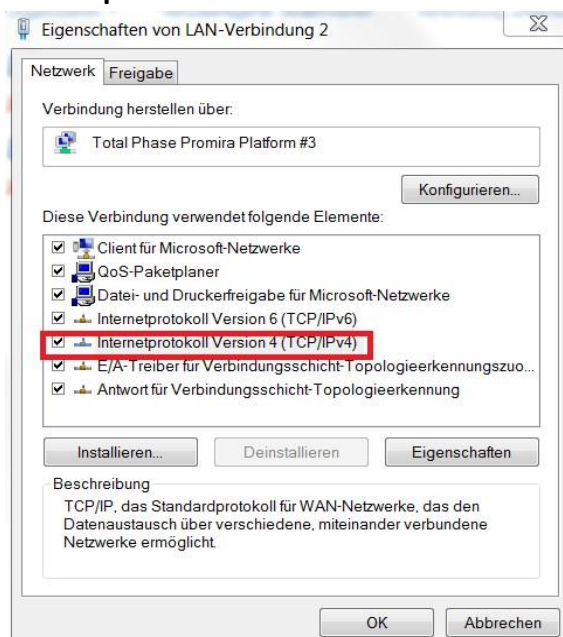 Eigenschaften von LAN-Verbindung 2
Netzwerk Freigabe
Verbindung herstellen über:
Total Phase Promira Platform #3
Konfigurieren...
Diese Verbindung verwendet folgende Elemente:
Client für Microsoft-Netzwerke
QoS-Paketplaner
Datei- und Druckerfreigabe für Microsoft-Netzwerke
Internetprotokoll Version 6 (TCP/IPv6)
Internetprotokoll Version 4 (TCP/IPv4)
E/A-Treiber für Verbindungsschicht-Topologieerkennungszuo...
Antwort für Verbindungsschicht-Topologieerkennung
Installieren... Deinstallieren Eigenschaften
Beschreibung
TCP/IP, das Standardprotokoll für WAN-Netzwerke, das den
Datenaustausch über verschiedene, miteinander verbundene
Netzwerke ermöglicht.
OK Abbrechen